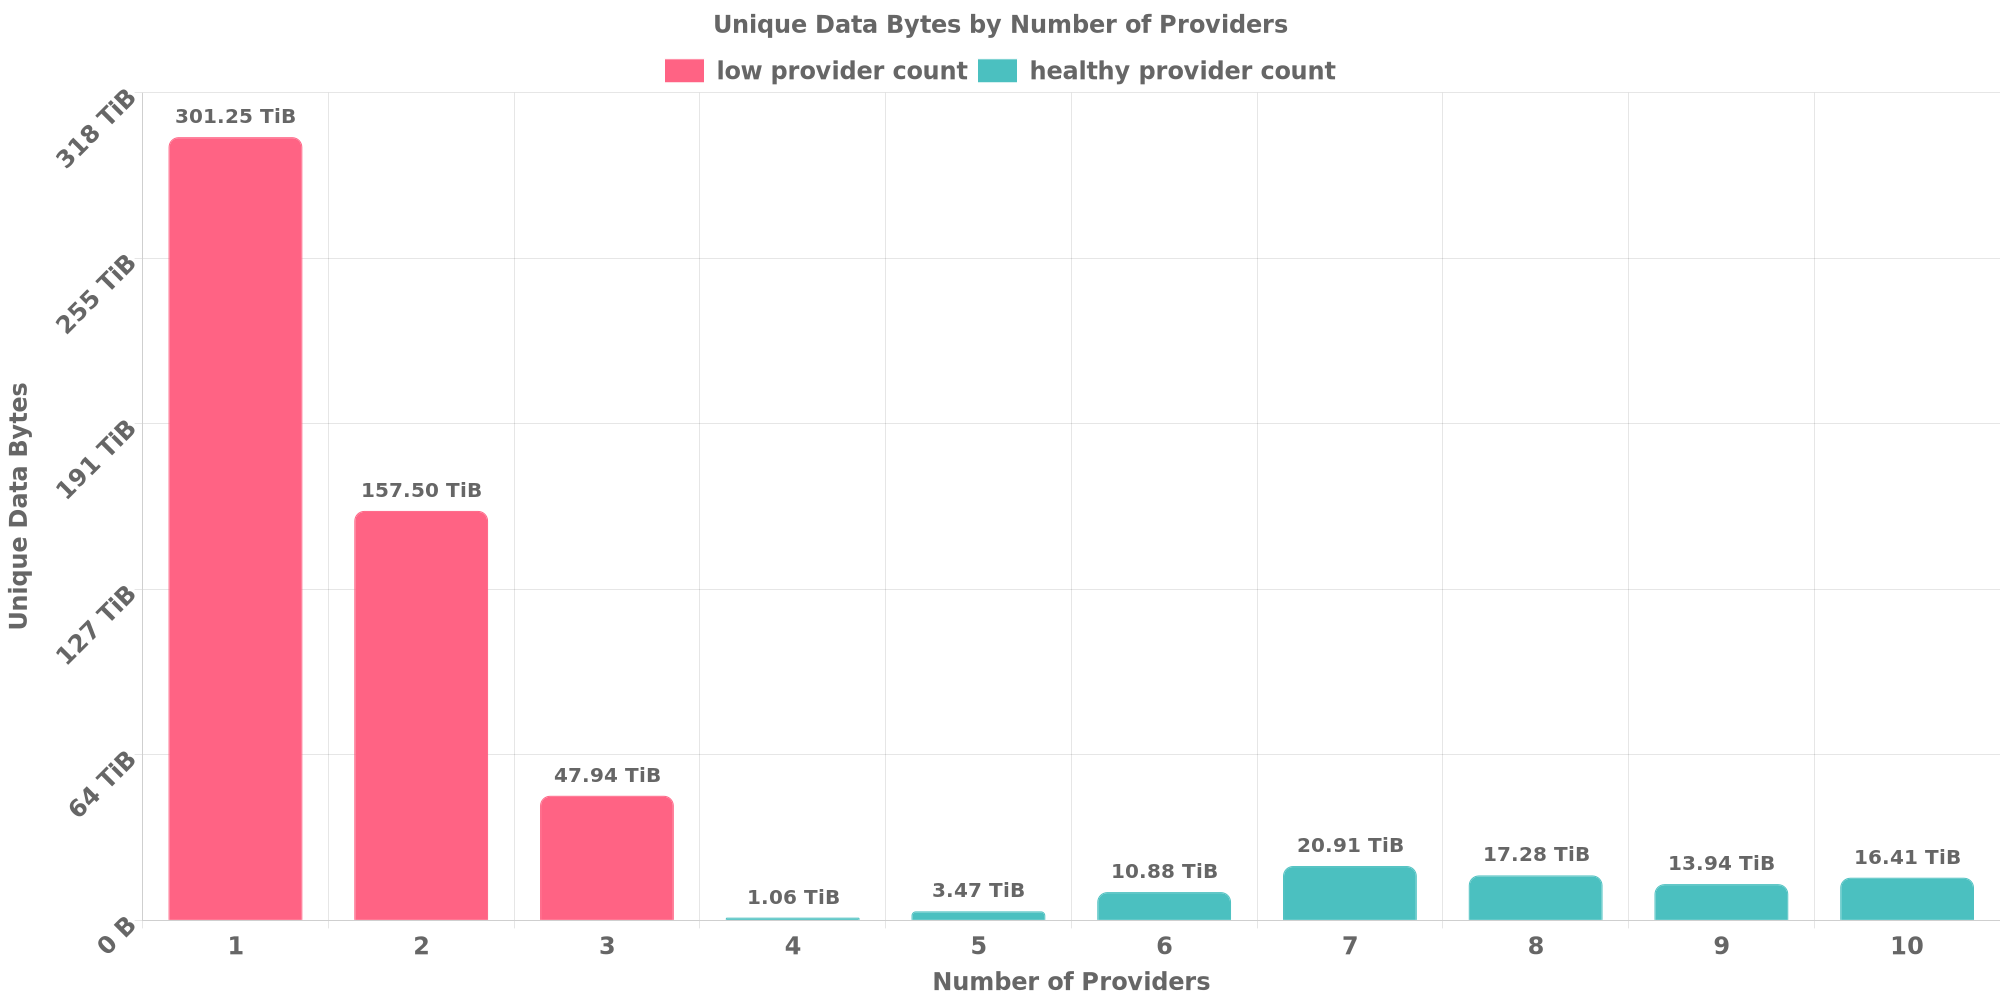 Unique Data Bytes by Number of Providers
low provider count healthy provider count
318 TiB
255 TiB
191 TiB
127 TiB
64 TiB
0 B
Unique Data Bytes
301.25 TiB
157.50 TiB
47.94 TiB
1.06 TiB
3.47 TiB
10.88 TiB
20.91 TiB
17.28 TiB
13.94 TiB
16.41 TiB
1 2 3 4 5 6 7 8 9 10
Number of Providers